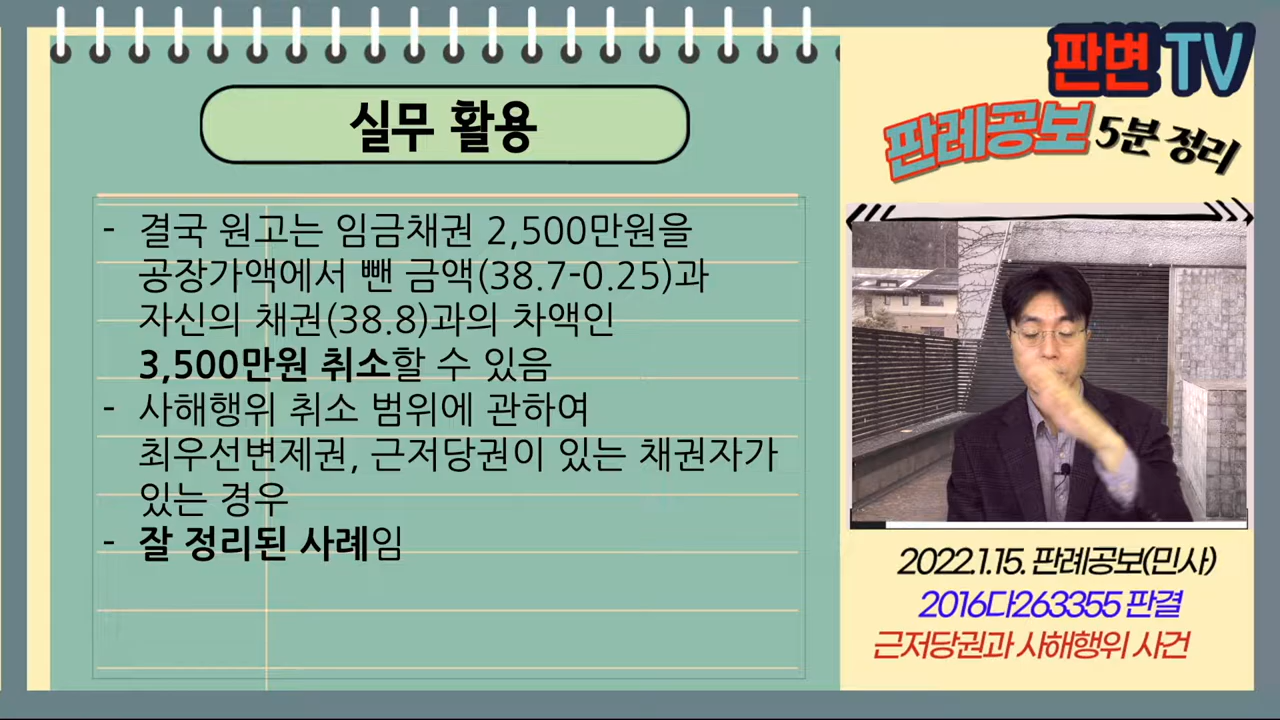 실무 활용
- 결국 원고는 임금채권 2,500만원을
공장가액에서 뺀 금액(38.7-0.25)과
자신의 채권(38.8)과의 차액인
3,500만원 취소할 수 있음
- 사해행위 취소 범위에 관하여
최우선변제권, 근저당권이 있는 채권자가
있는 경우
- 잘 정리된 사례임
판변 TV
판례공보 5분 정리
2022.1.15. 판례공보(민사)
2016다263355 판결
근저당권과 사해행위 사건